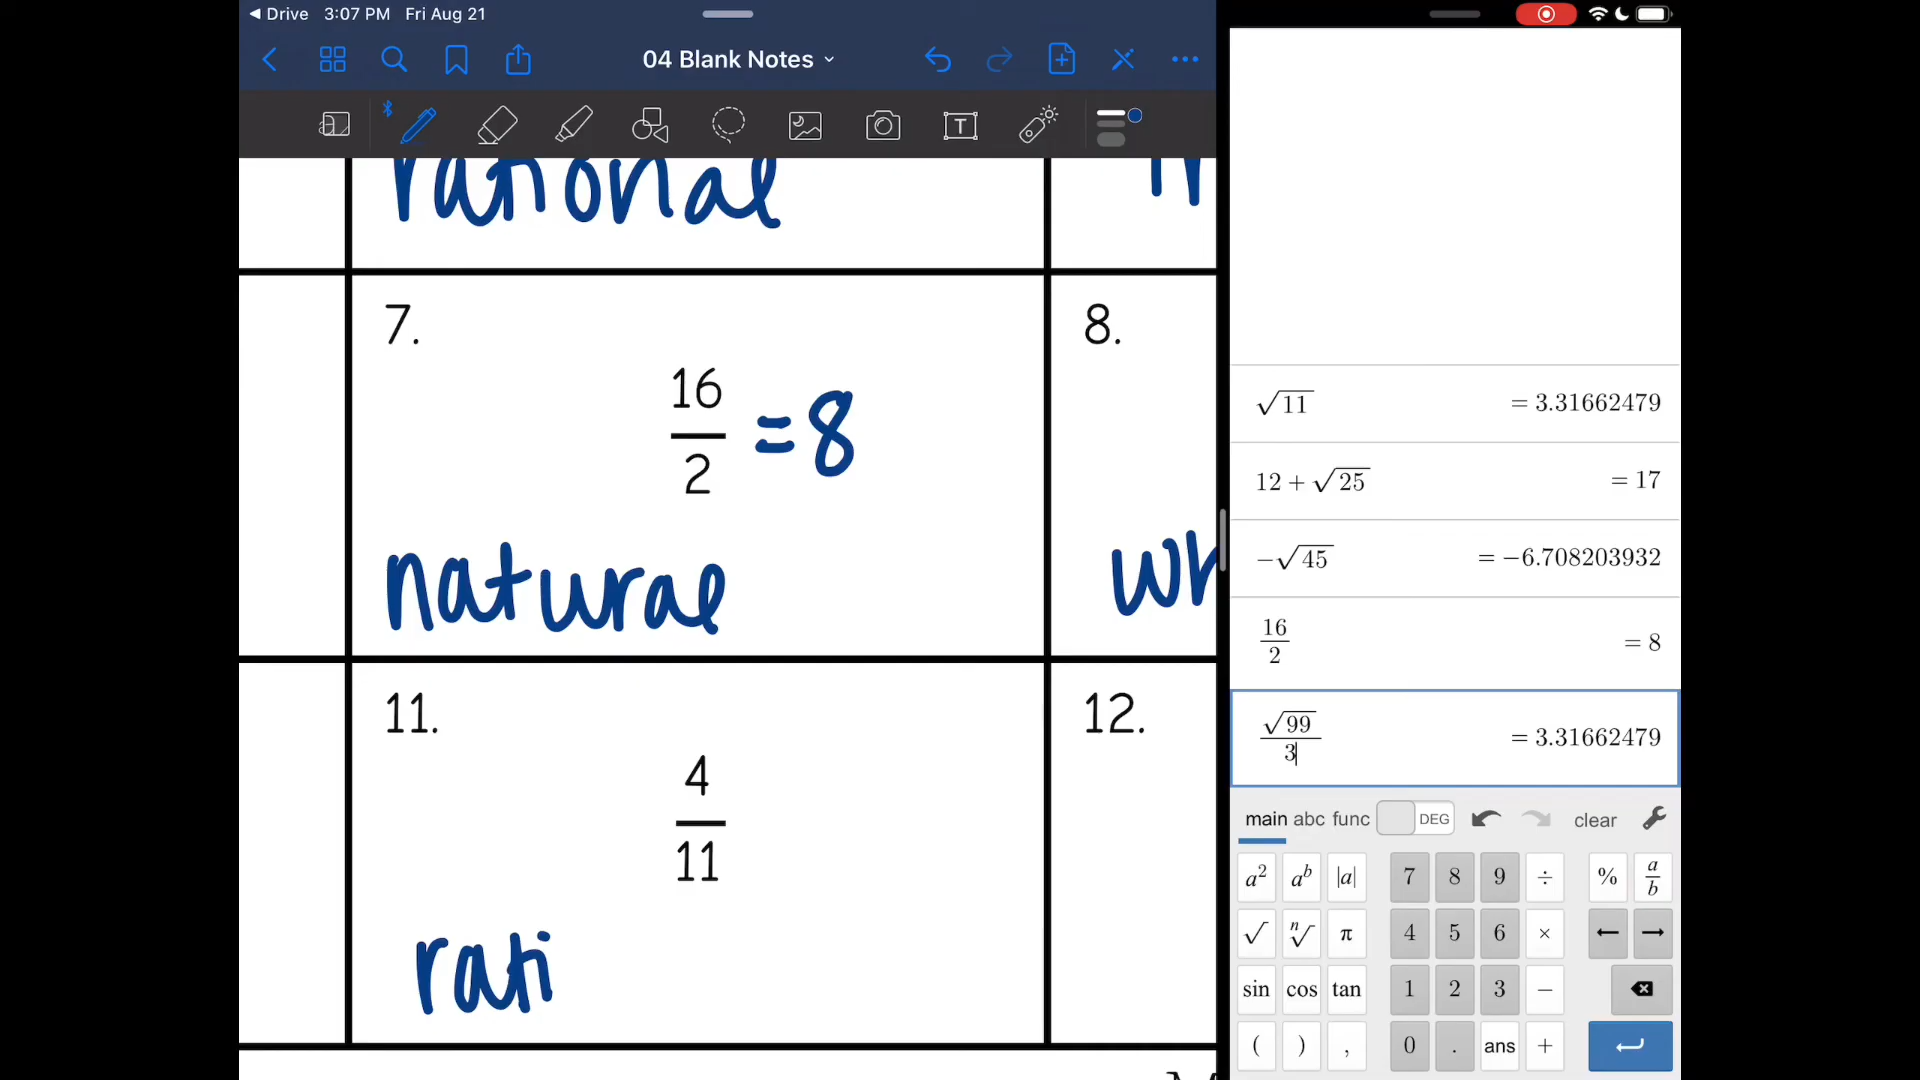 Drive 3:07 PM Fri Aug 21
04 Blank Notes
rational
7.
16
2
=8
natural
8.
wh
11.
4
11
rati
12.
√11 = 3.31662479
12 + √25 = 17
-√45 = −6.708203932
16
2
= 8
√99
3
= 3.31662479
main abc func DEG clear
a² aᵇ |a| 7 8 9 ÷ % a/b
√ ⁿ√ π 4 5 6 × ← →
sin cos tan 1 2 3 −
( ) , 0 . ans +